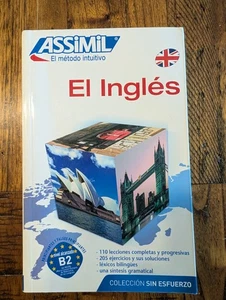 ASSiMiL
El método intuitivo
El Inglés
B2
- 110 lecciones completas y progresivas
- 205 ejercicios y sus soluciones
- léxicos bilingües
- una síntesis gramatical
COLECCIÓN SIN ESFUERZO